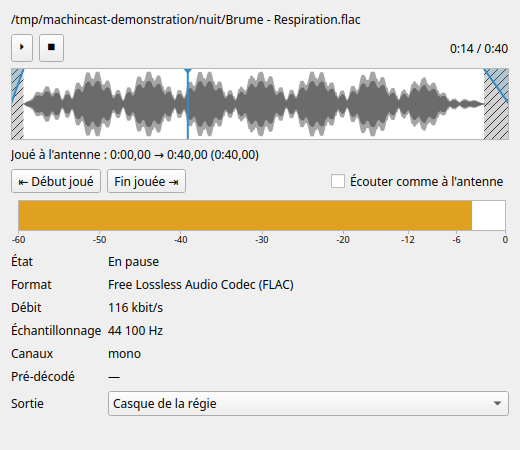 /tmp/machincast-demonstration/nuit/Brume - Respiration.flac
0:14 / 0:40
Joué à l'antenne : 0:00,00 → 0:40,00 (0:40,00)
⇤ Début joué Fin jouée ⇥ Écouter comme à l'antenne
-60 -50 -40 -30 -20 -12 -6 0
État En pause
Format Free Lossless Audio Codec (FLAC)
Débit 116 kbit/s
Échantillonnage 44 100 Hz
Canaux mono
Pré-décodé —
Sortie Casque de la régie